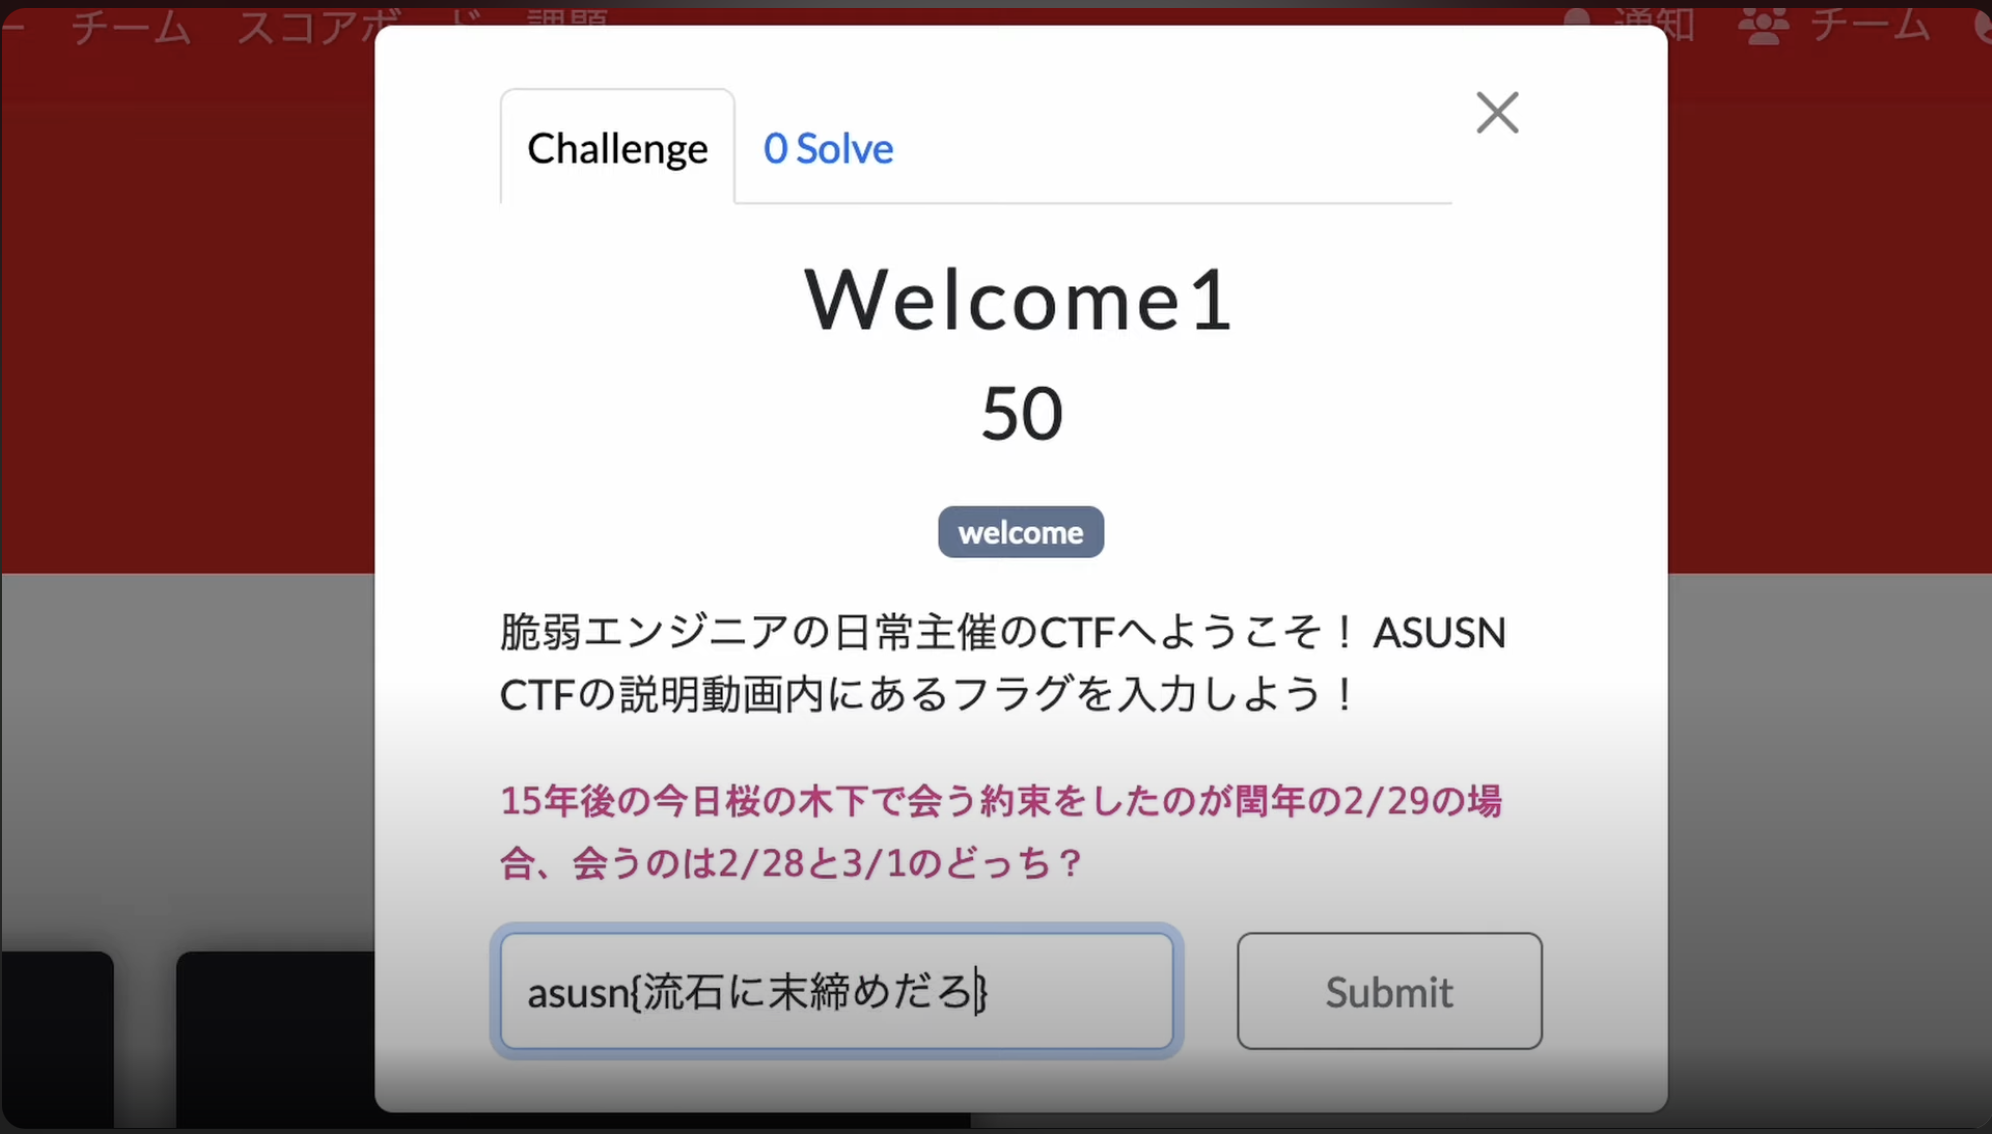 ー チーム スコアボード 課題 通知 チーム
Challenge 0 Solve
Welcome1
50
welcome
脆弱エンジニアの日常主催のCTFへようこそ！ ASUSN
CTFの説明動画内にあるフラグを入力しよう！
15年後の今日桜の木下で会う約束をしたのが閏年の2/29の場
合、会うのは2/28と3/1のどっち？
asusn{流石に末締めだろ}
Submit